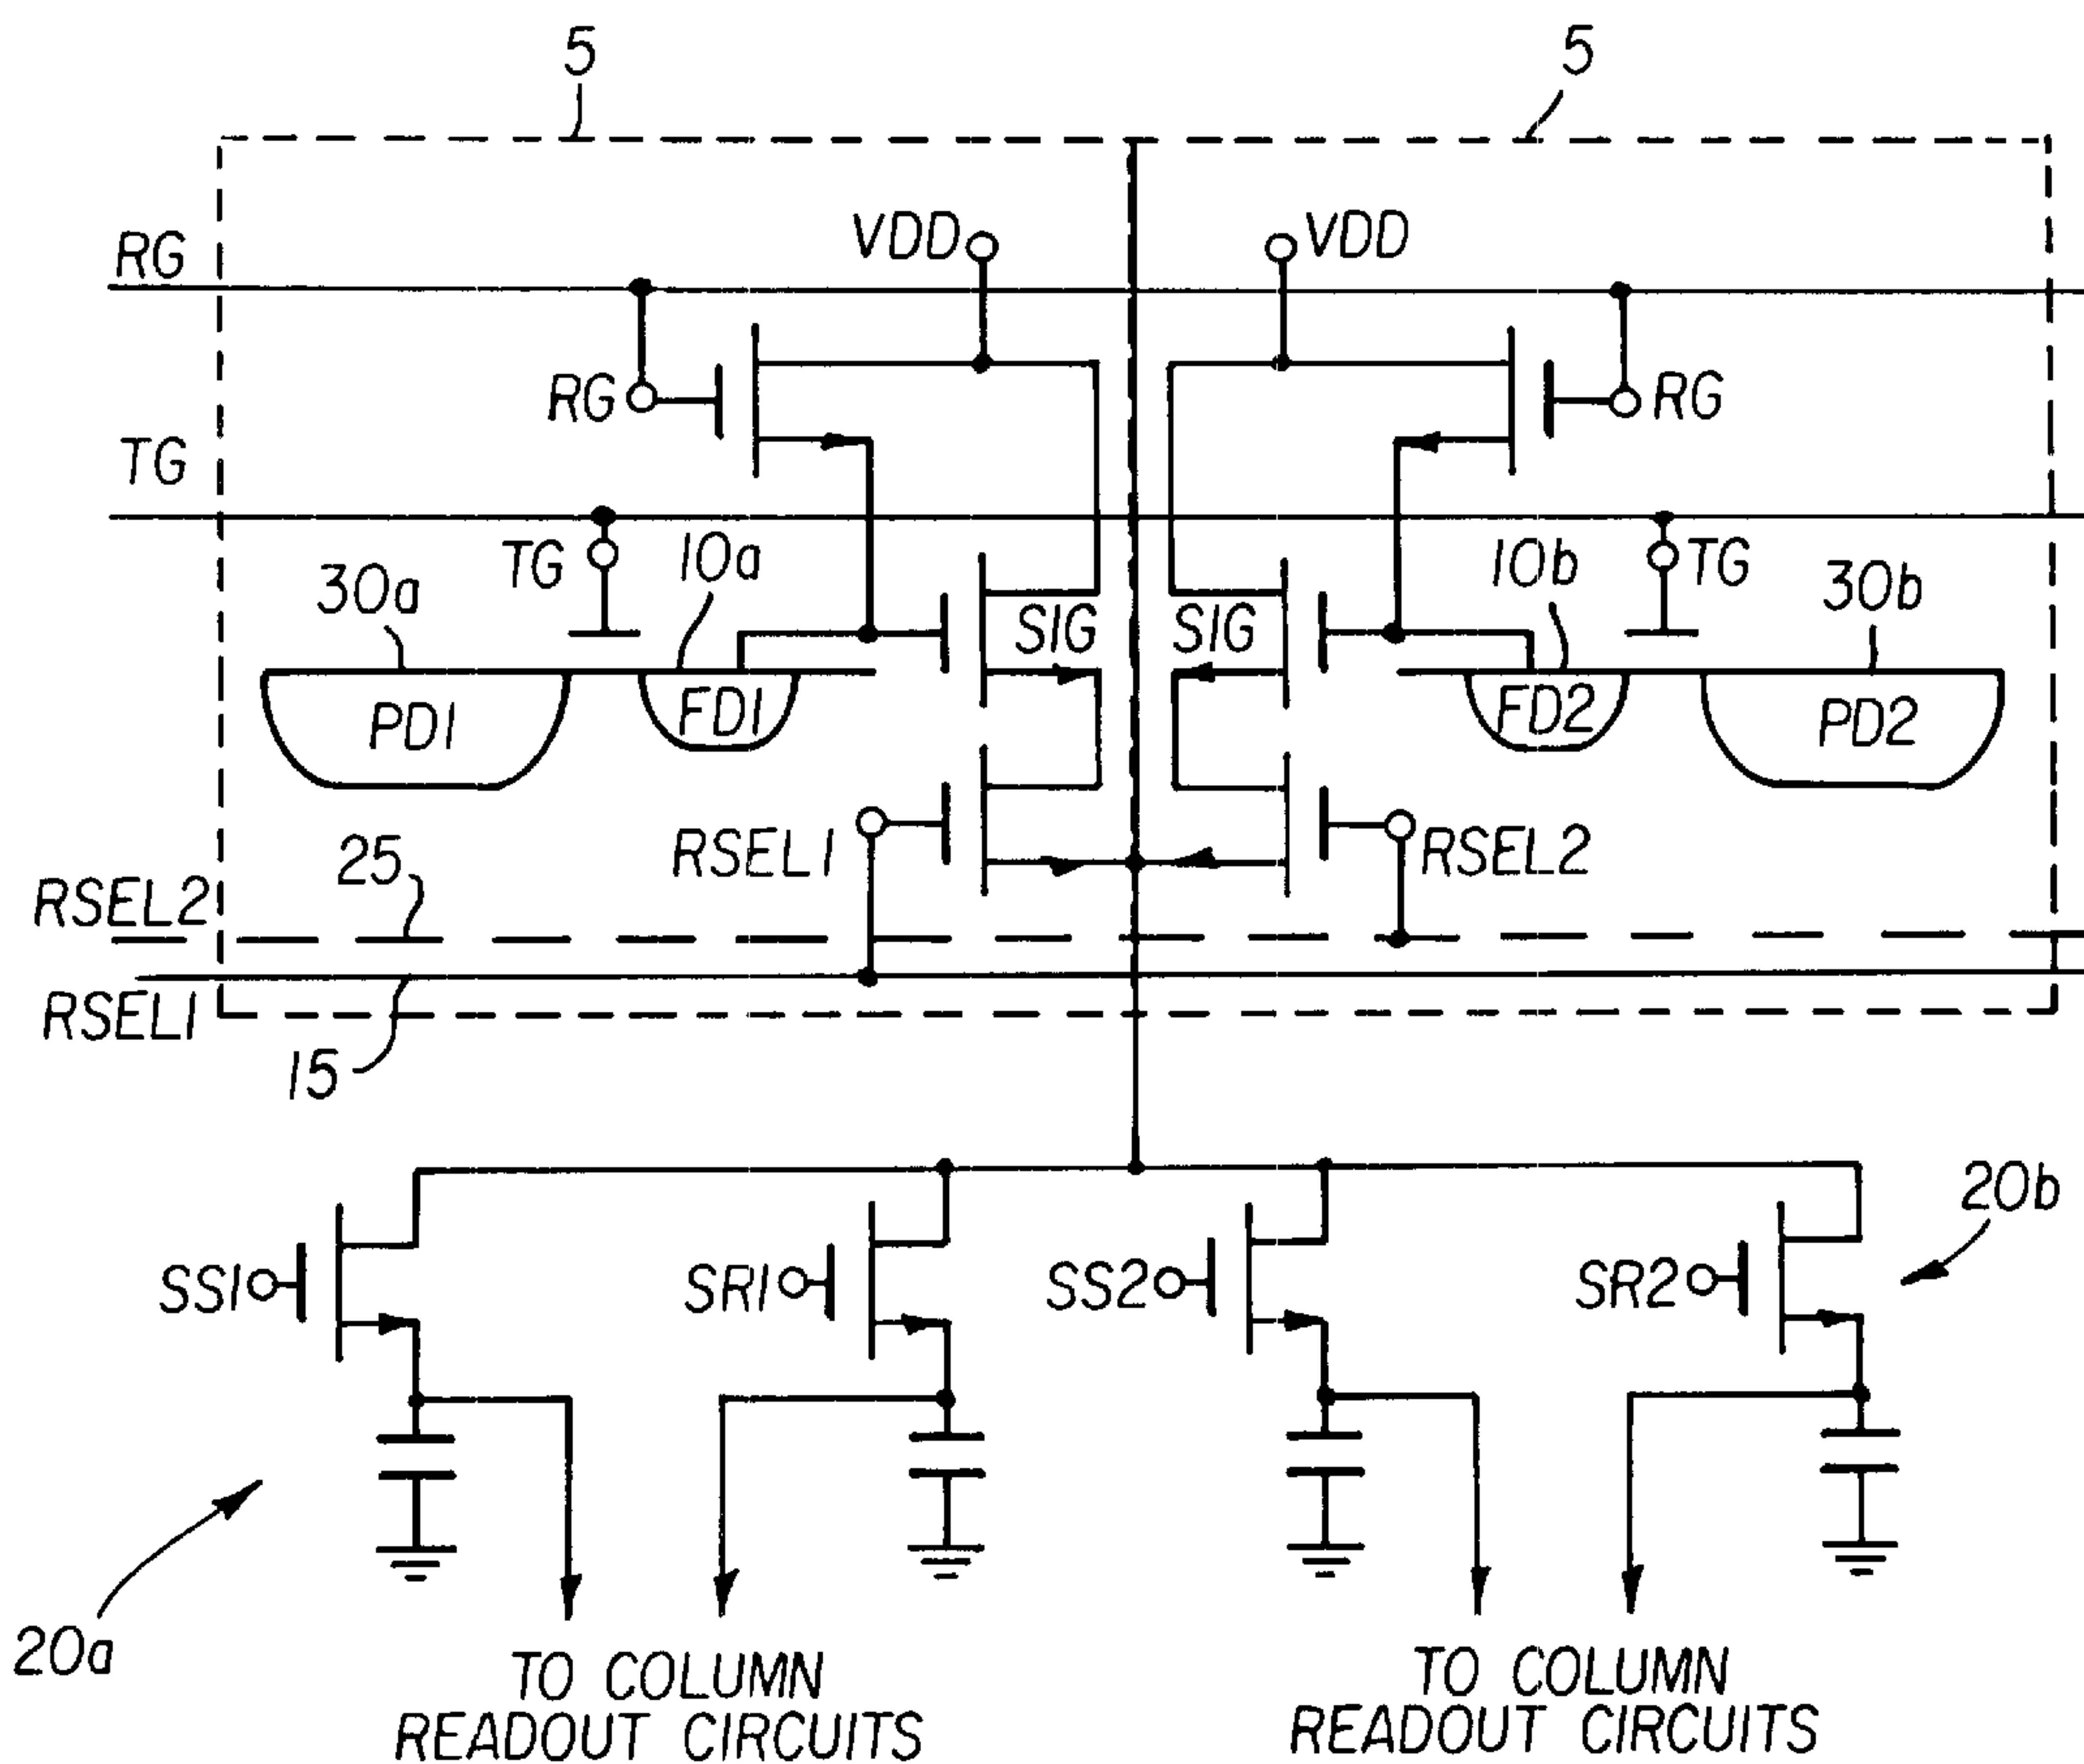 5
5
VDD
VDD
RG
RG
RG
TG
TG
10a
10b
TG
30a
30b
SIG
SIG
PD1
FD1
FD2
PD2
RSEL1
RSEL2
25
RSEL2
RSEL1
15
20b
SS1
SR1
SS2
SR2
20a
TO COLUMN
READOUT CIRCUITS
TO COLUMN
READOUT CIRCUITS